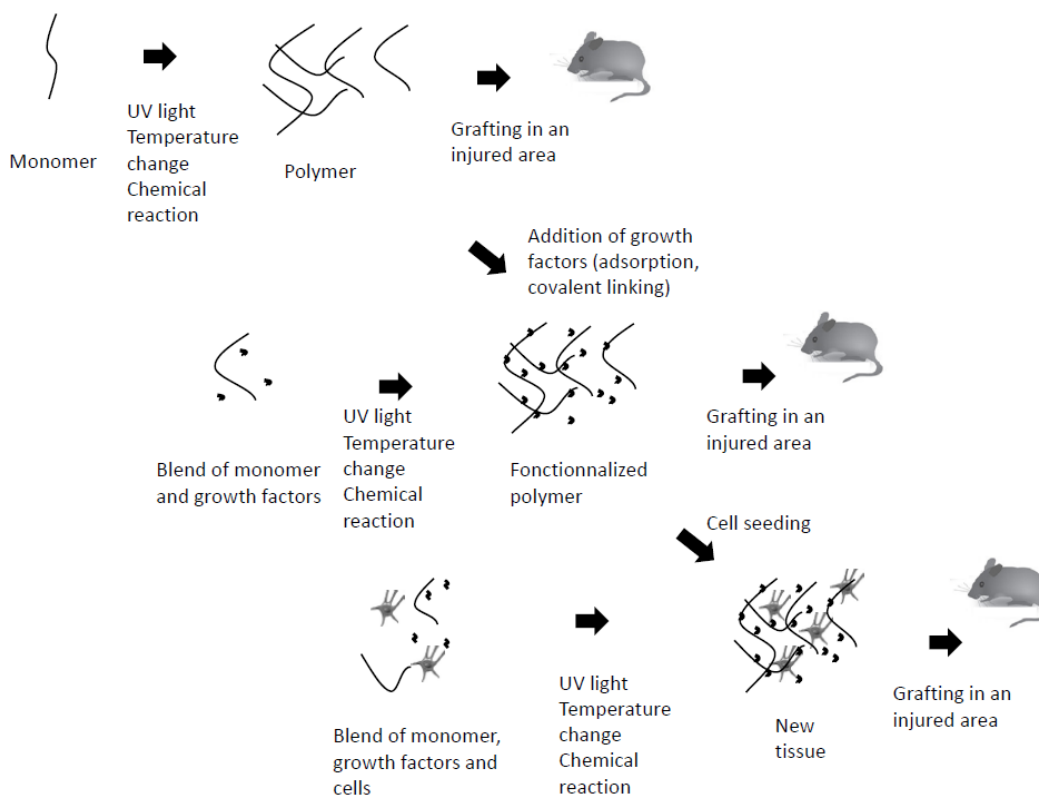 Monomer
UV light
Temperature
change
Chemical
reaction
Polymer
Grafting in an
injured area
Addition of growth
factors (adsorption,
covalent linking)
Blend of monomer
and growth factors
UV light
Temperature
change
Chemical
reaction
Fonctionnalized
polymer
Grafting in an
injured area
Cell seeding
Blend of monomer,
growth factors and
cells
UV light
Temperature
change
Chemical
reaction
New
tissue
Grafting in an
injured area